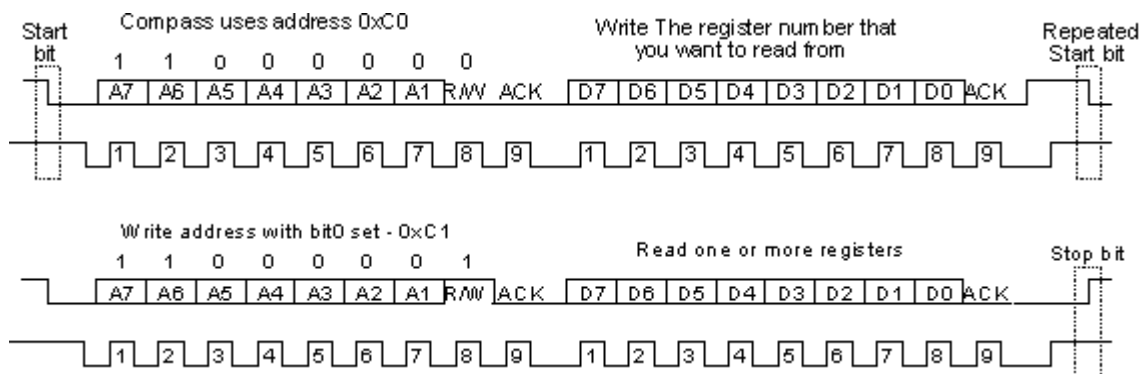 Compass uses address 0xC0
Write The register number that
you want to read from
Start
bit
Repeated
Start bit
1 1 0 0 0 0 0 0
A7 A6 A5 A4 A3 A2 A1 R/W ACK D7 D6 D5 D4 D3 D2 D1 D0 ACK
1 2 3 4 5 6 7 8 9 1 2 3 4 5 6 7 8 9
Write address with bit0 set - 0xC1
Read one or more registers
Stop bit
1 1 0 0 0 0 0 1
A7 A6 A5 A4 A3 A2 A1 R/W ACK D7 D6 D5 D4 D3 D2 D1 D0 ACK
1 2 3 4 5 6 7 8 9 1 2 3 4 5 6 7 8 9